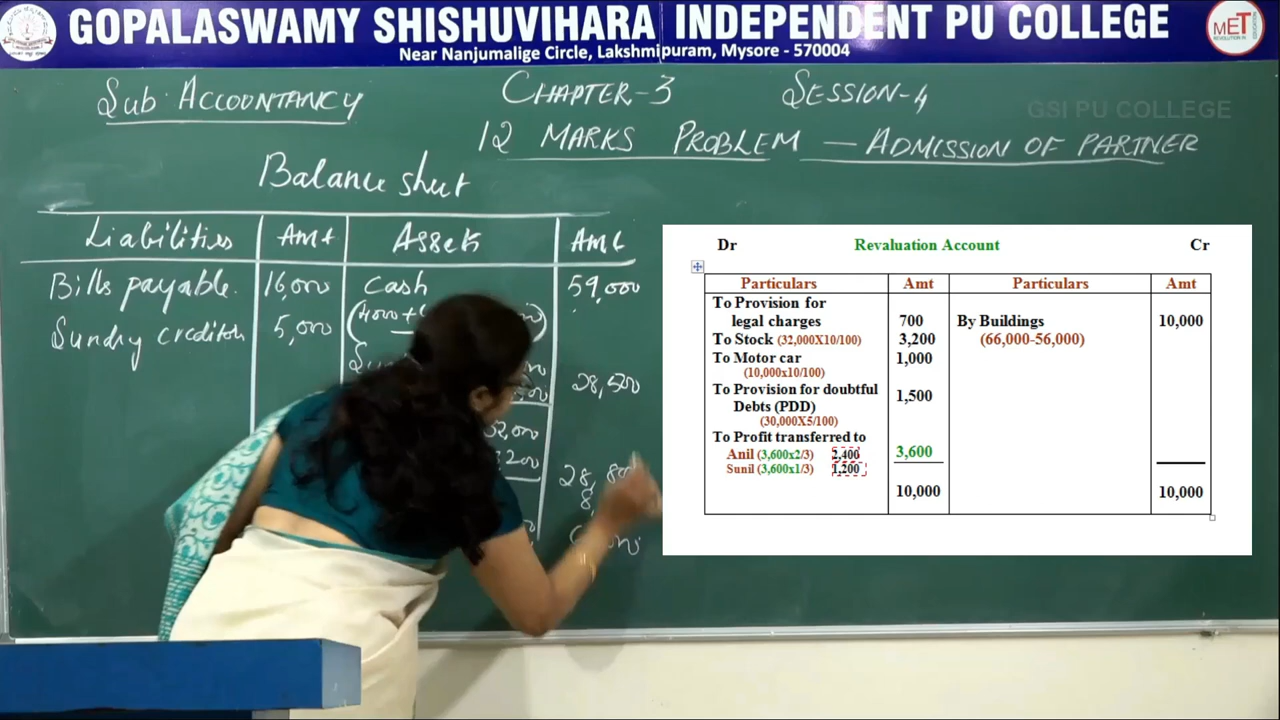 GOPALASWAMY SHISHUVIHARA INDEPENDENT PU COLLEGE
Near Nanjumalige Circle, Lakshmipuram, Mysore - 570004
MET
Sub: ACCOUNTANCY
CHAPTER-3
SESSION-4
GSI PU COLLEGE
12 MARKS PROBLEM — ADMISSION OF PARTNER
Balance sheet
Liabilities Amt Assets Amt
Bills payable. 16,000 Cash 59,000
Sundry creditors 5,000
28,500
32,000
3200
28,800
Dr Revaluation Account Cr
Particulars Amt Particulars Amt
To Provision for
legal charges 700 By Buildings 10,000
To Stock (32,000X10/100) 3,200 (66,000-56,000)
To Motor car 1,000
(10,000x10/100)
To Provision for doubtful 1,500
Debts (PDD)
(30,000X5/100)
To Profit transferred to
Anil (3,600x2/3) 2,400 3,600
Sunil (3,600x1/3) 1,200
10,000 10,000